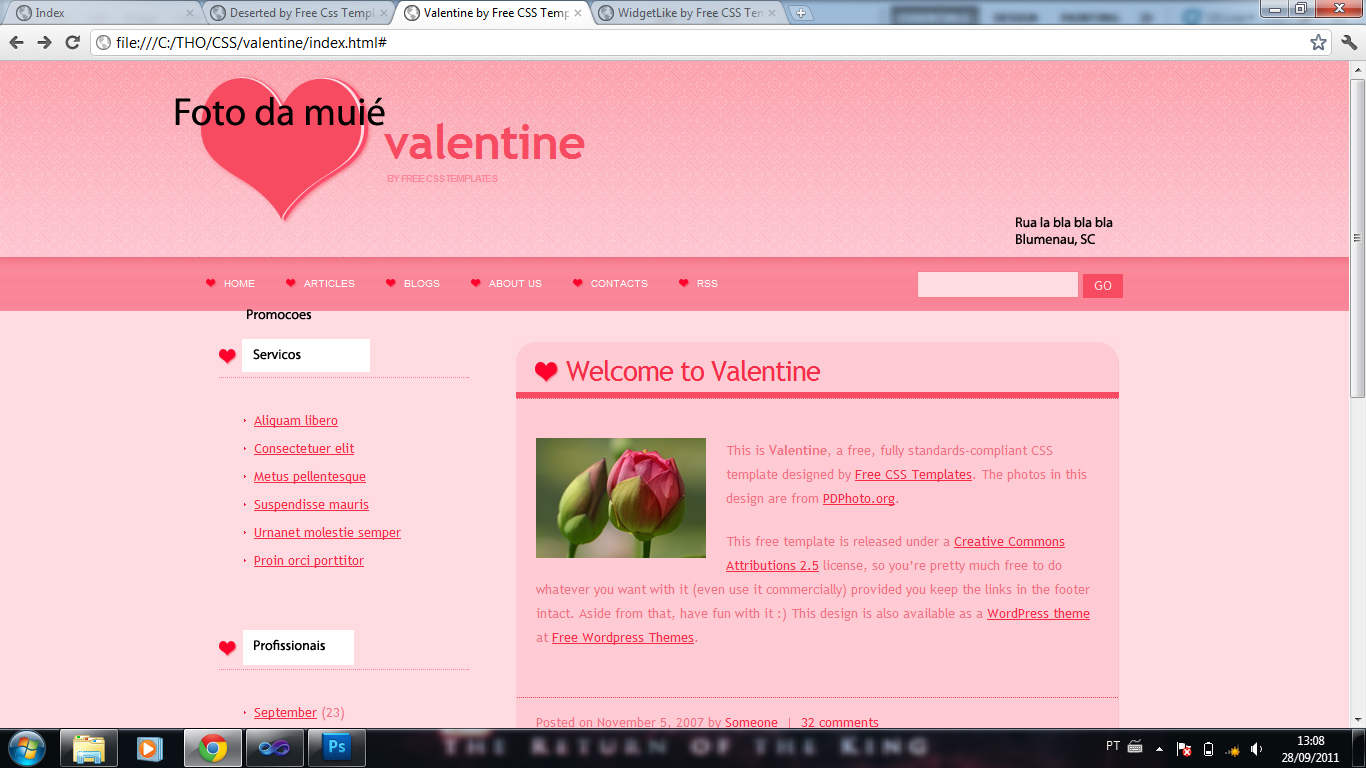 Index
Deserted by Free Css Templ
Valentine by Free CSS Temp
WidgetLike by Free CSS Ten
file:///C:/THO/CSS/valentine/index.html#
Foto da muié
valentine
BY FREE CSS TEMPLATES
Rua la bla bla bla
Blumenau, SC
HOME ARTICLES BLOGS ABOUT US CONTACTS RSS GO
Promocoes
Servicos
Aliquam libero
Consectetuer elit
Metus pellentesque
Suspendisse mauris
Urnanet molestie semper
Proin orci porttitor
Profissionais
September (23)
Welcome to Valentine
This is Valentine, a free, fully standards-compliant CSS
template designed by Free CSS Templates. The photos in this
design are from PDPhoto.org.
This free template is released under a Creative Commons
Attributions 2.5 license, so you're pretty much free to do
whatever you want with it (even use it commercially) provided you keep the links in the footer
intact. Aside from that, have fun with it :) This design is also available as a WordPress theme
at Free Wordpress Themes.
Posted on November 5, 2007 by Someone | 32 comments
Ps
The Return of the King
PT
13:08
28/09/2011